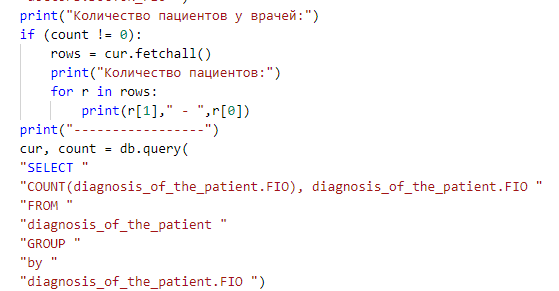 print("Количество пациентов у врачей:")
if (count != 0):
rows = cur.fetchall()
print("Количество пациентов:")
for r in rows:
print(r[1]," - ",r[0])
print("-----------------")
cur, count = db.query(
"SELECT "
"COUNT(diagnosis_of_the_patient.FIO), diagnosis_of_the_patient.FIO "
"FROM "
"diagnosis_of_the_patient "
"GROUP "
"by "
"diagnosis_of_the_patient.FIO ")